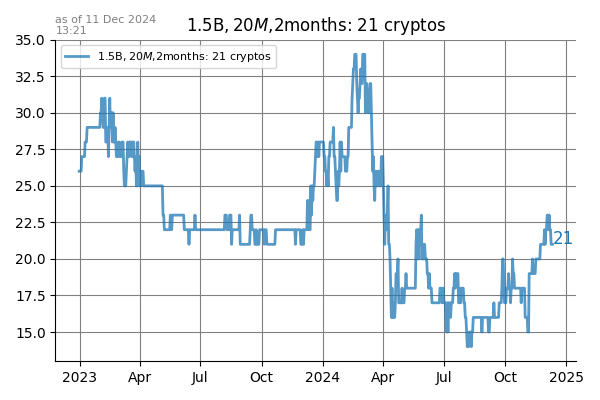 as of 11 Dec 2024
13:21
1.5B, 20M,2months: 21 cryptos
1.5B, 20M,2months: 21 cryptos
35.0
32.5
30.0
27.5
25.0
22.5
21
20.0
17.5
15.0
2023 Apr Jul Oct 2024 Apr Jul Oct 2025